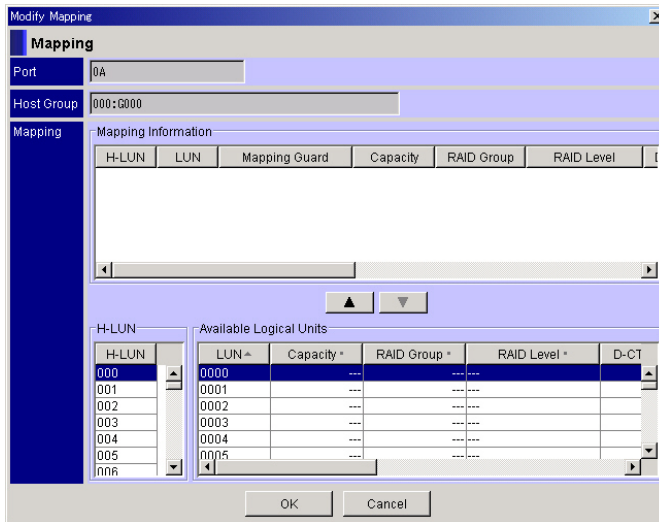 Modify Mapping
Mapping
Port 0A
Host Group 000:G000
Mapping
Mapping Information
H-LUN LUN Mapping Guard Capacity RAID Group RAID Level
H-LUN
H-LUN
000
001
002
003
004
005
006
Available Logical Units
LUN Capacity RAID Group RAID Level D-CT
0000 --- --- ---
0001 --- --- ---
0002 --- --- ---
0003 --- --- ---
0004 --- --- ---
0005 --- --- ---
OK Cancel